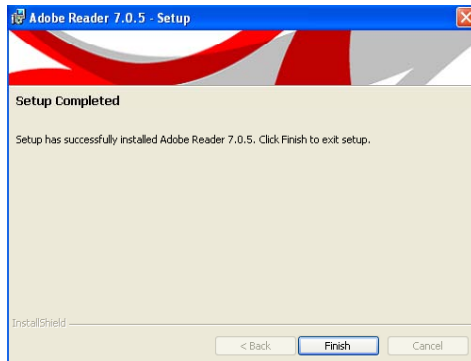 Adobe Reader 7.0.5 - Setup
Setup Completed
Setup has successfully installed Adobe Reader 7.0.5. Click Finish to exit setup.
InstallShield
< Back Finish Cancel